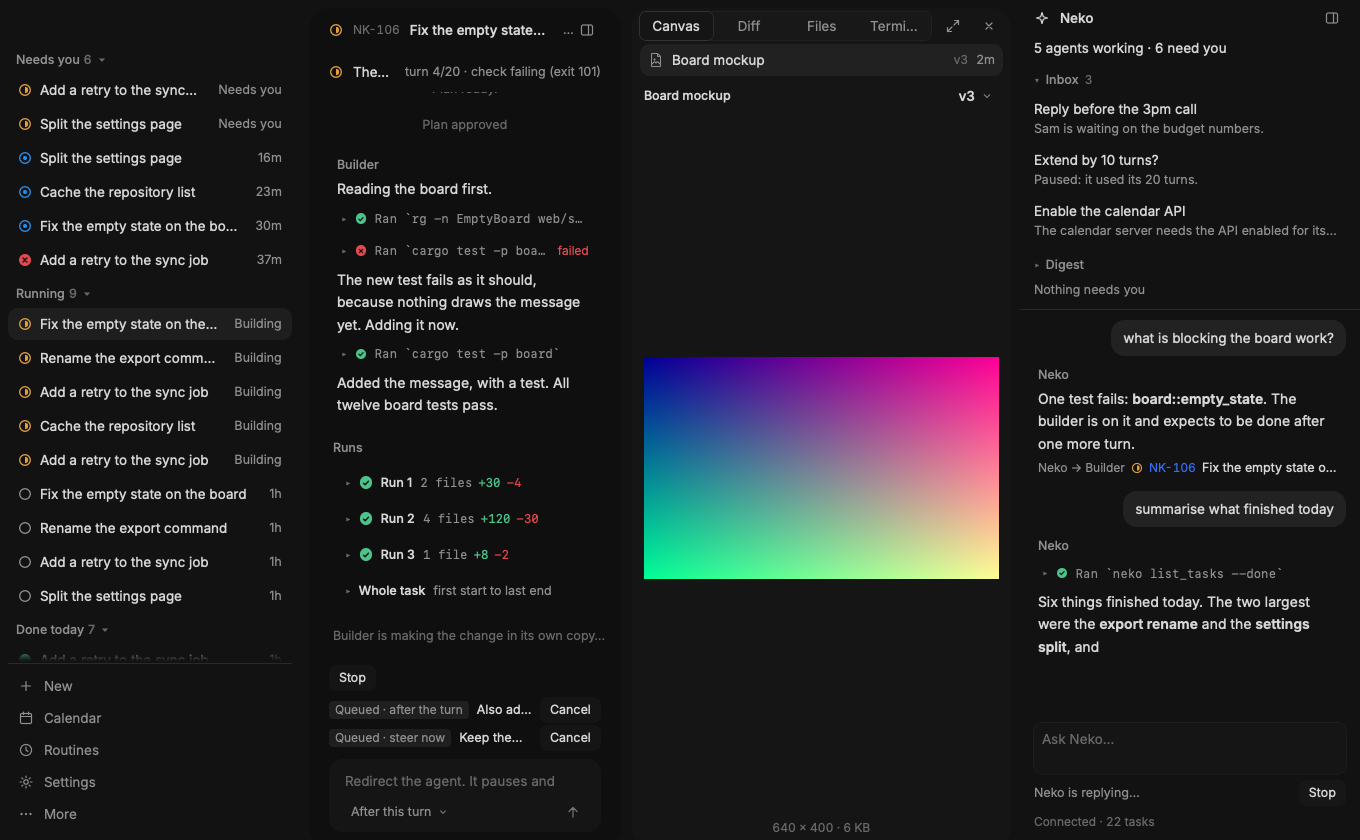 Needs you 6
Add a retry to the sync... Needs you
Split the settings page Needs you
Split the settings page 16m
Cache the repository list 23m
Fix the empty state on the bo... 30m
Add a retry to the sync job 37m
Running 9
Fix the empty state on the... Building
Rename the export comm... Building
Add a retry to the sync job Building
Cache the repository list Building
Add a retry to the sync job Building
Fix the empty state on the board 1h
Rename the export command 1h
Add a retry to the sync job 1h
Split the settings page 1h
Done today 7
Add a retry to the sync job 1h
New
Calendar
Routines
Settings
More
NK-106 Fix the empty state... ...
The... turn 4/20 · check failing (exit 101)
Plan ready.
Plan approved
Builder
Reading the board first.
Ran `rg -n EmptyBoard web/s…
Ran `cargo test -p boa… failed
The new test fails as it should,
because nothing draws the message
yet. Adding it now.
Ran `cargo test -p board`
Added the message, with a test. All
twelve board tests pass.
Runs
Run 1 2 files +30 −4
Run 2 4 files +120 −30
Run 3 1 file +8 −2
Whole task first start to last end
Builder is making the change in its own copy...
Stop
Queued · after the turn Also ad... Cancel
Queued · steer now Keep the... Cancel
Redirect the agent. It pauses and
After this turn
Canvas Diff Files Termi...
Board mockup v3 2m
Board mockup v3
640 × 400 · 6 KB
Neko
5 agents working · 6 need you
Inbox 3
Reply before the 3pm call
Sam is waiting on the budget numbers.
Extend by 10 turns?
Paused: it used its 20 turns.
Enable the calendar API
The calendar server needs the API enabled for its...
Digest
Nothing needs you
what is blocking the board work?
Neko
One test fails: board::empty_state. The
builder is on it and expects to be done after
one more turn.
Neko → Builder NK-106 Fix the empty state o...
summarise what finished today
Neko
Ran `neko list_tasks --done`
Six things finished today. The two largest
were the export rename and the settings
split, and
Ask Neko...
Neko is replying... Stop
Connected · 22 tasks